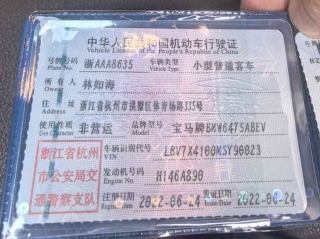 中华人民共和国机动车行驶证
Vehicle License of the People's Republic of China
号牌号码 浙AAA8635 车辆类型 小型普通客车
Plate No. Vehicle Type
所有人 林如海
Owner
住址 浙江省杭州市拱墅区体育场路335号
Address
使用性质 非营运 品牌型号 宝马牌BMW6475ABEV
Use Character Model
浙江省杭州市公安局交通警察支队
车辆识别代号 LBV7X4100MSY90023
VIN
发动机号码 H146A890
Engine No.
注册日期 2022-06-24 发证日期 2022-06-24
Register Date Issue Date